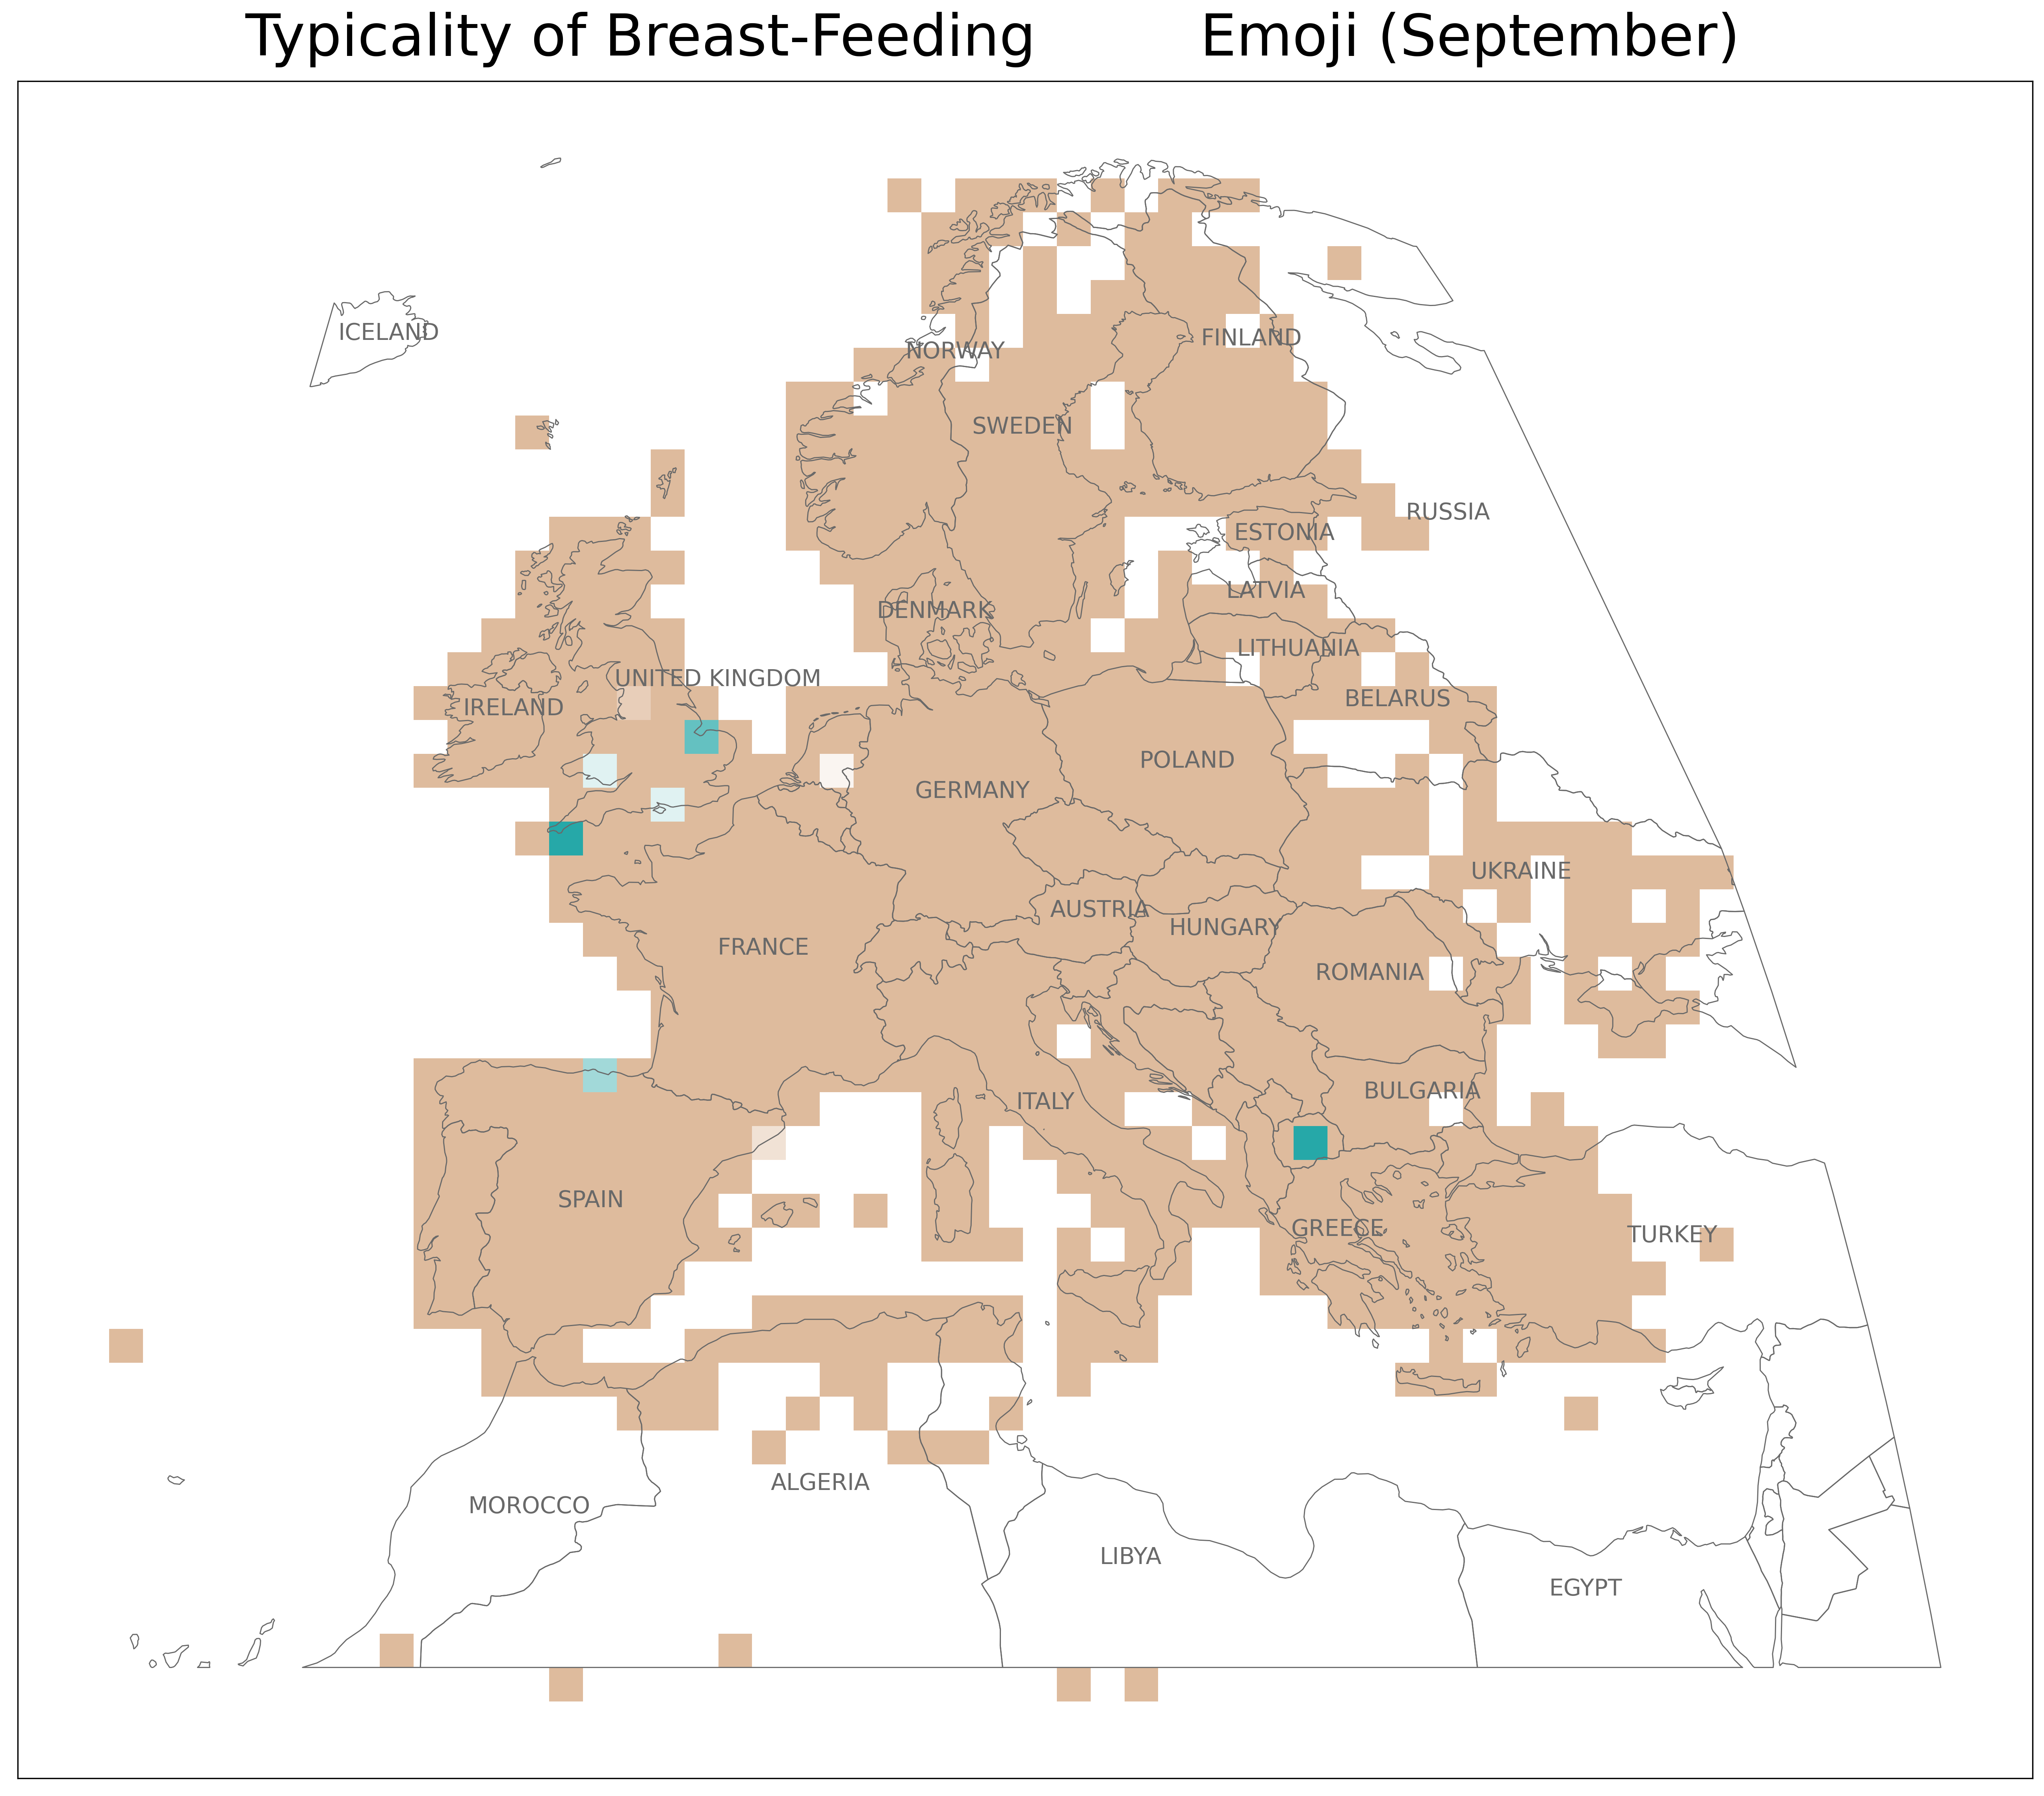 Typicality of Breast-Feeding Emoji (September)
ICELAND
NORWAY
FINLAND
SWEDEN
RUSSIA
ESTONIA
LATVIA
DENMARK
LITHUANIA
UNITED KINGDOM
BELARUS
IRELAND
POLAND
GERMANY
UKRAINE
AUSTRIA
HUNGARY
FRANCE
ROMANIA
BULGARIA
ITALY
SPAIN
GREECE
TURKEY
ALGERIA
MOROCCO
LIBYA
EGYPT